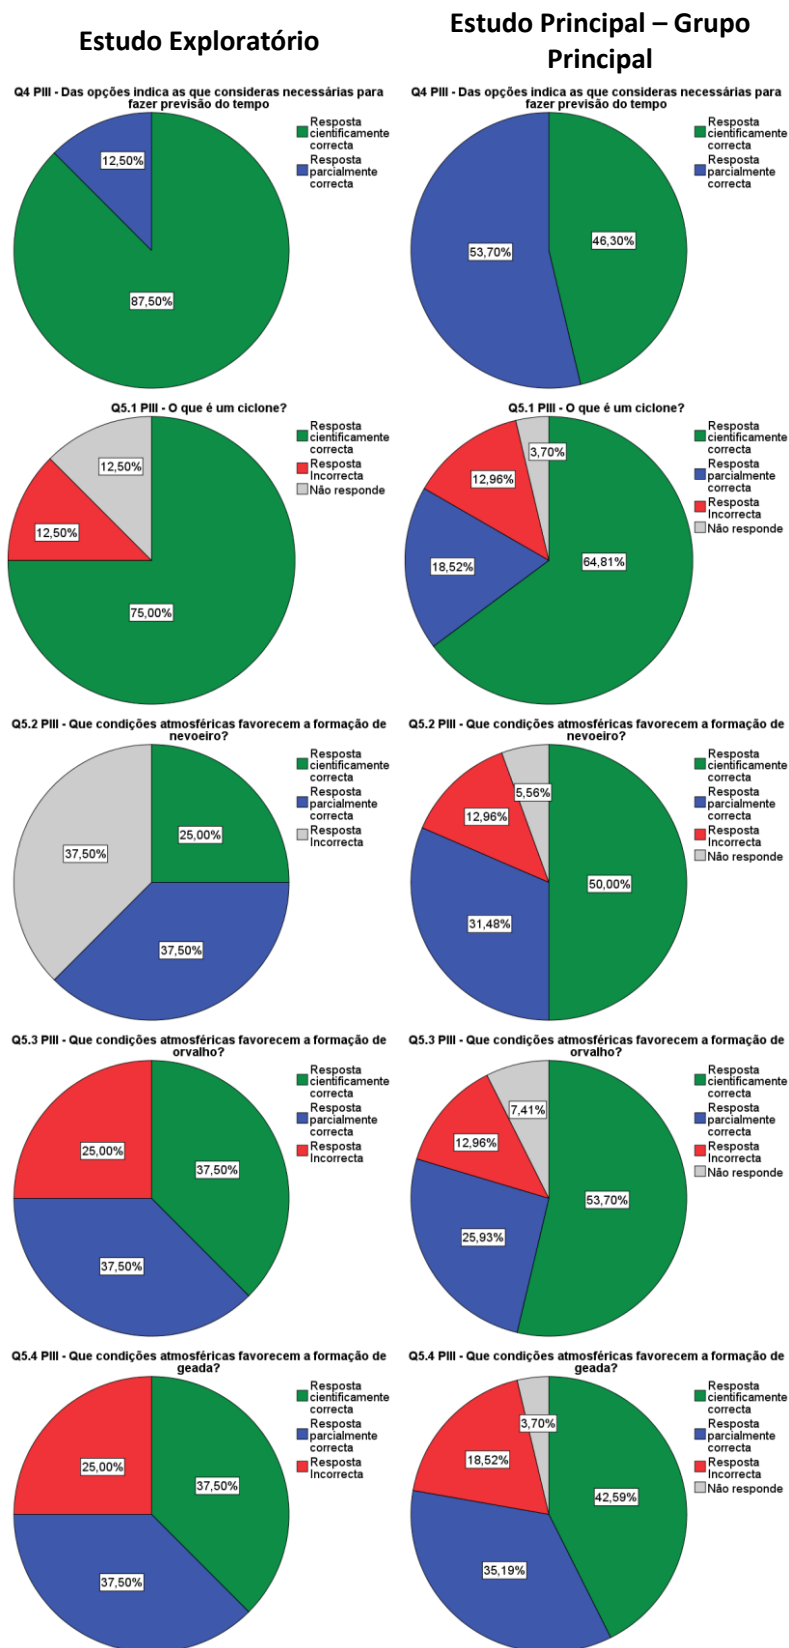 Estudo Exploratório
Estudo Principal – Grupo
Principal
Q4 PIII - Das opções indica as que consideras necessárias para
fazer previsão do tempo
Resposta
cientificamente
correcta
Resposta
parcialmente
correcta
12,50%
87,50%
Q4 PIII - Das opções indica as que consideras necessárias para
fazer previsão do tempo
Resposta
cientificamente
correcta
Resposta
parcialmente
correcta
53,70%
46,30%
Q5.1 PIII - O que é um ciclone?
Resposta
cientificamente
correcta
Resposta
Incorrecta
Não responde
12,50%
12,50%
75,00%
Q5.1 PIII - O que é um ciclone?
Resposta
cientificamente
correcta
Resposta
parcialmente
correcta
Resposta
Incorrecta
Não responde
3,70%
12,96%
18,52%
64,81%
Q5.2 PIII - Que condições atmosféricas favorecem a formação de
nevoeiro?
Resposta
cientificamente
correcta
Resposta
parcialmente
correcta
Resposta
Incorrecta
37,50%
25,00%
37,50%
Q5.2 PIII - Que condições atmosféricas favorecem a formação de
nevoeiro?
Resposta
cientificamente
correcta
Resposta
parcialmente
correcta
Resposta
Incorrecta
Não responde
5,56%
12,96%
31,48%
50,00%
Q5.3 PIII - Que condições atmosféricas favorecem a formação de
orvalho?
Resposta
cientificamente
correcta
Resposta
parcialmente
correcta
Resposta
Incorrecta
25,00%
37,50%
37,50%
Q5.3 PIII - Que condições atmosféricas favorecem a formação de
orvalho?
Resposta
cientificamente
correcta
Resposta
parcialmente
correcta
Resposta
Incorrecta
Não responde
7,41%
12,96%
25,93%
53,70%
Q5.4 PIII - Que condições atmosféricas favorecem a formação de
geada?
Resposta
cientificamente
correcta
Resposta
parcialmente
correcta
Resposta
Incorrecta
25,00%
37,50%
37,50%
Q5.4 PIII - Que condições atmosféricas favorecem a formação de
geada?
Resposta
cientificamente
correcta
Resposta
parcialmente
correcta
Resposta
Incorrecta
Não responde
3,70%
18,52%
42,59%
35,19%